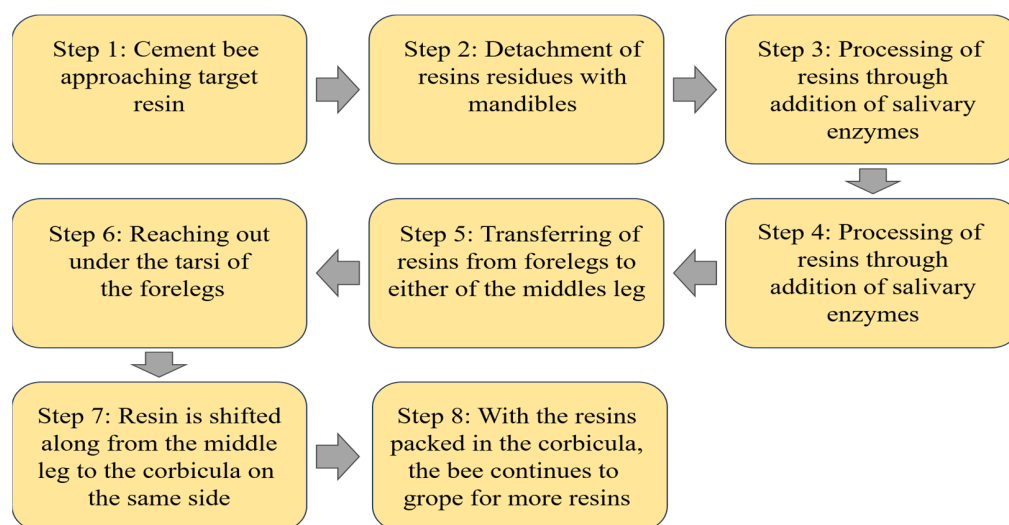 Step 1: Cement bee
approaching target
resin
Step 2: Detachment of
resins residues with
mandibles
Step 3: Processing of
resins through
addition of salivary
enzymes
Step 4: Processing of
resins through
addition of salivary
enzymes
Step 5: Transferring of
resins from forelegs to
either of the middles leg
Step 6: Reaching out
under the tarsi of
the forelegs
Step 7: Resin is shifted
along from the middle
leg to the corbicula on
the same side
Step 8: With the resins
packed in the corbicula,
the bee continues to
grope for more resins